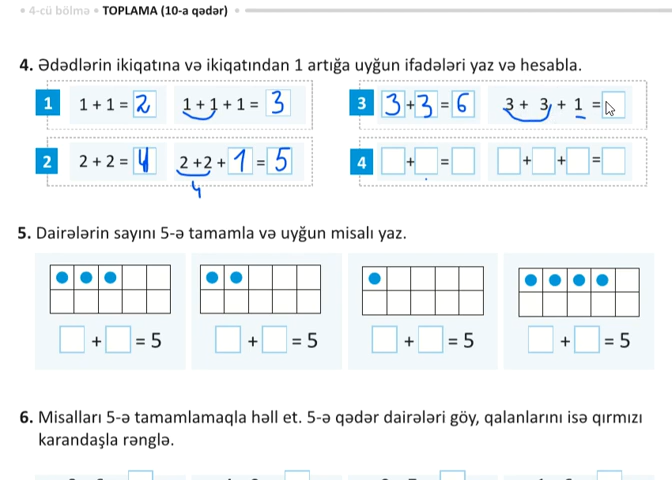 • 4-cü bölmə • TOPLAMA (10-a qədər) •
4. Ədədlərin ikiqatına və ikiqatından 1 artığa uyğun ifadələri yaz və hesabla.
1 1 + 1 = 2 1 + 1 + 1 = 3 3 3 + 3 = 6 3 + 3 + 1 =
2 2 + 2 = 4 2 + 2 + 1 = 5 4 + = + + =
4
5. Dairələrin sayını 5-ə tamamla və uyğun misalı yaz.
+ = 5 + = 5 + = 5 + = 5
6. Misalları 5-ə tamamlamaqla həll et. 5-ə qədər dairələri göy, qalanlarını isə qırmızı
karandaşla rənglə.